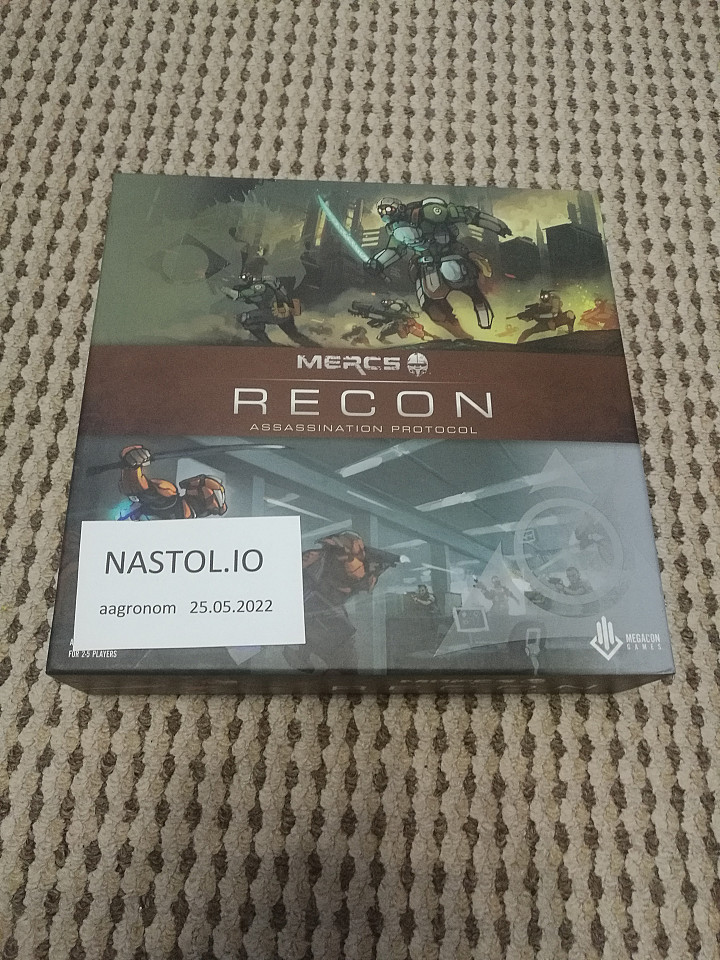 MERCS
RECON
ASSASSINATION PROTOCOL
NASTOL.IO
aagronom 25.05.2022
FOR 2-5 PLAYERS
MEGACON
GAMES